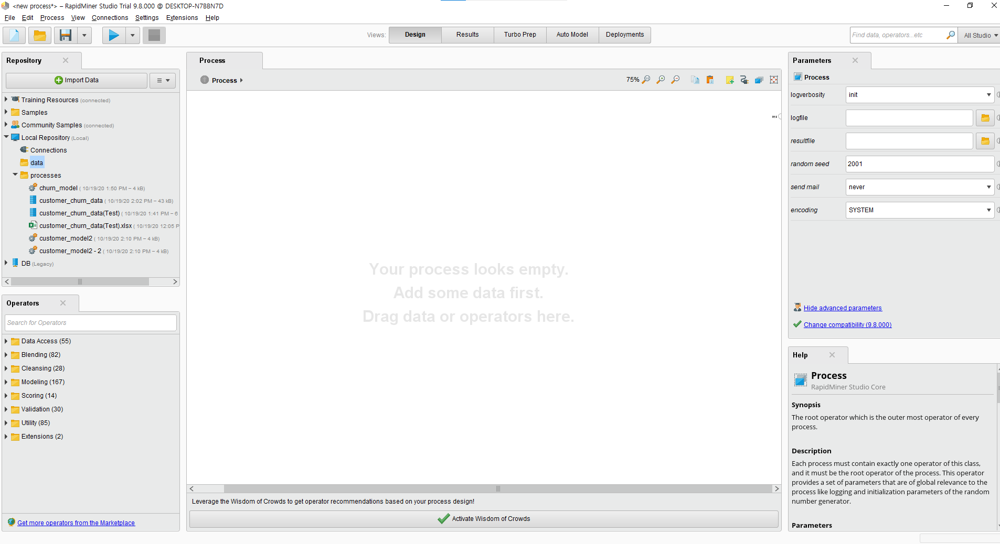 <new process*> – RapidMiner Studio Trial 9.8.000 @ DESKTOP-N7BBN7D
File Edit Process View Connections Settings Extensions Help
Views: Design Results Turbo Prep Auto Model Deployments
Find data, operators...etc
All Studio
Repository
Import Data
Training Resources (connected)
Samples
Community Samples (connected)
Local Repository (Local)
Connections
data
processes
churn_model ( 10/19/20 1:50 PM – 4 kB)
customer_churn_data ( 10/19/20 2:02 PM – 43 kB)
customer_churn_data(Test) ( 10/19/20 1:41 PM – 6
customer_churn_data(Test).xlsx ( 10/19/20 12:05 P
customer_model2 ( 10/19/20 2:10 PM – 4 kB)
customer_model2 - 2 ( 10/19/20 2:10 PM – 4 kB)
DB (Legacy)
Operators
Search for Operators
Data Access (55)
Blending (82)
Cleansing (28)
Modeling (167)
Scoring (14)
Validation (30)
Utility (85)
Extensions (2)
Get more operators from the Marketplace
Process
Process
75%
res
Your process looks empty.
Add some data first.
Drag data or operators here.
Leverage the Wisdom of Crowds to get operator recommendations based on your process design!
Activate Wisdom of Crowds
Parameters
Process
logverbosity init
logfile
resultfile
random seed 2001
send mail never
encoding SYSTEM
Hide advanced parameters
Change compatibility (9.8.000)
Help
Process
RapidMiner Studio Core
Synopsis
The root operator which is the outer most operator of every
process.
Description
Each process must contain exactly one operator of this class,
and it must be the root operator of the process. This operator
provides a set of parameters that are of global relevance to the
process like logging and initialization parameters of the random
number generator.
Parameters